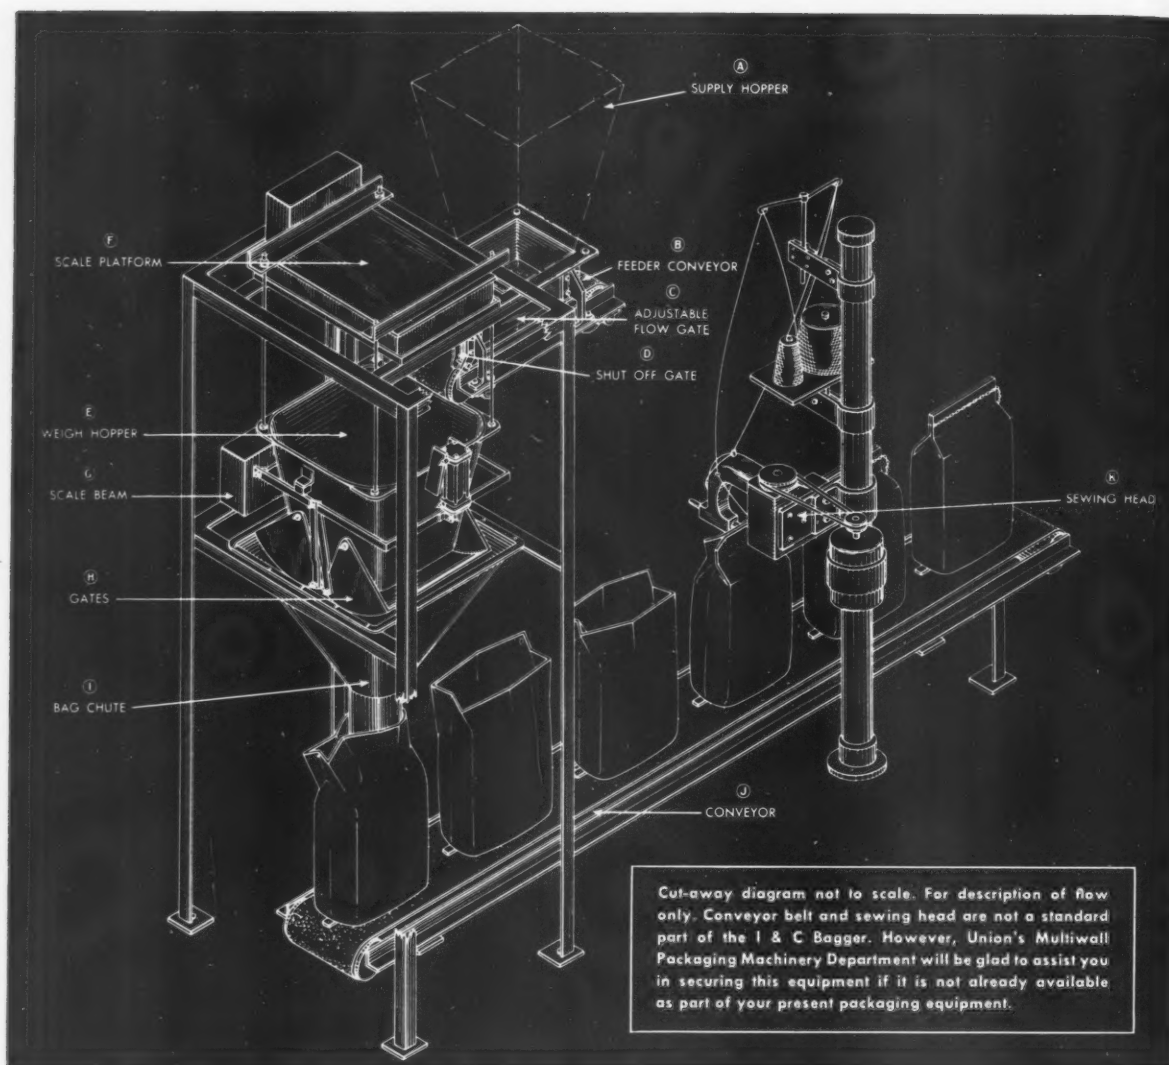 Ⓐ
SUPPLY HOPPER
Ⓕ
SCALE PLATFORM
Ⓑ
FEEDER CONVEYOR
Ⓒ
ADJUSTABLE
FLOW GATE
Ⓓ
SHUT OFF GATE
Ⓔ
WEIGH HOPPER
Ⓖ
SCALE BEAM
Ⓚ
SEWING HEAD
Ⓗ
GATES
Ⓘ
BAG CHUTE
Ⓙ
CONVEYOR
Cut-away diagram not to scale. For description of flow
only. Conveyor belt and sewing head are not a standard
part of the I & C Bagger. However, Union's Multiwall
Packaging Machinery Department will be glad to assist you
in securing this equipment if it is not already available
as part of your present packaging equipment.